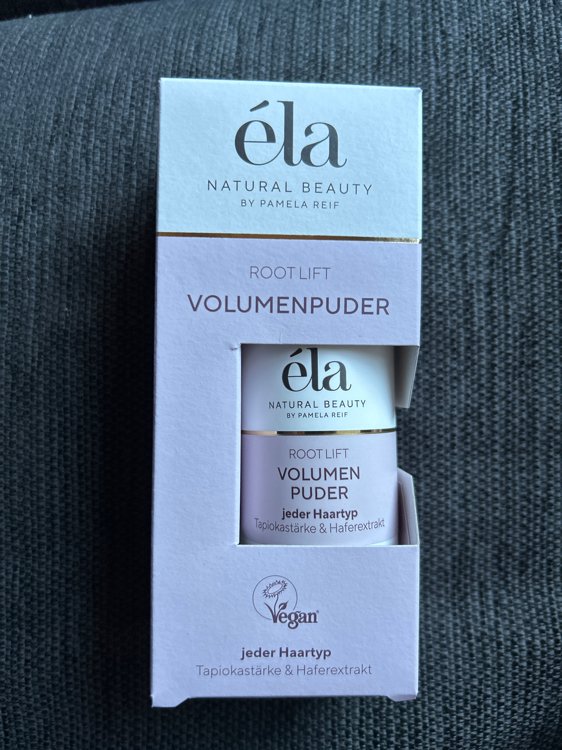 éla
NATURAL BEAUTY
BY PAMELA REIF
ROOT LIFT
VOLUMENPUDER
éla
NATURAL BEAUTY
BY PAMELA REIF
ROOT LIFT
VOLUMEN
PUDER
jeder Haartyp
Tapiokastärke & Haferextrakt
Vegan
jeder Haartyp
Tapiokastärke & Haferextrakt